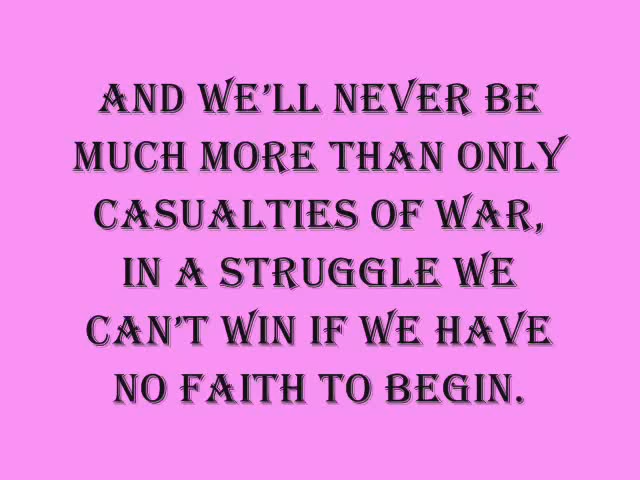 AND WE'LL NEVER BE
MUCH MORE THAN ONLY
CASUALTIES OF WAR,
IN A STRUGGLE WE
CAN'T WIN IF WE HAVE
NO FAITH TO BEGIN.